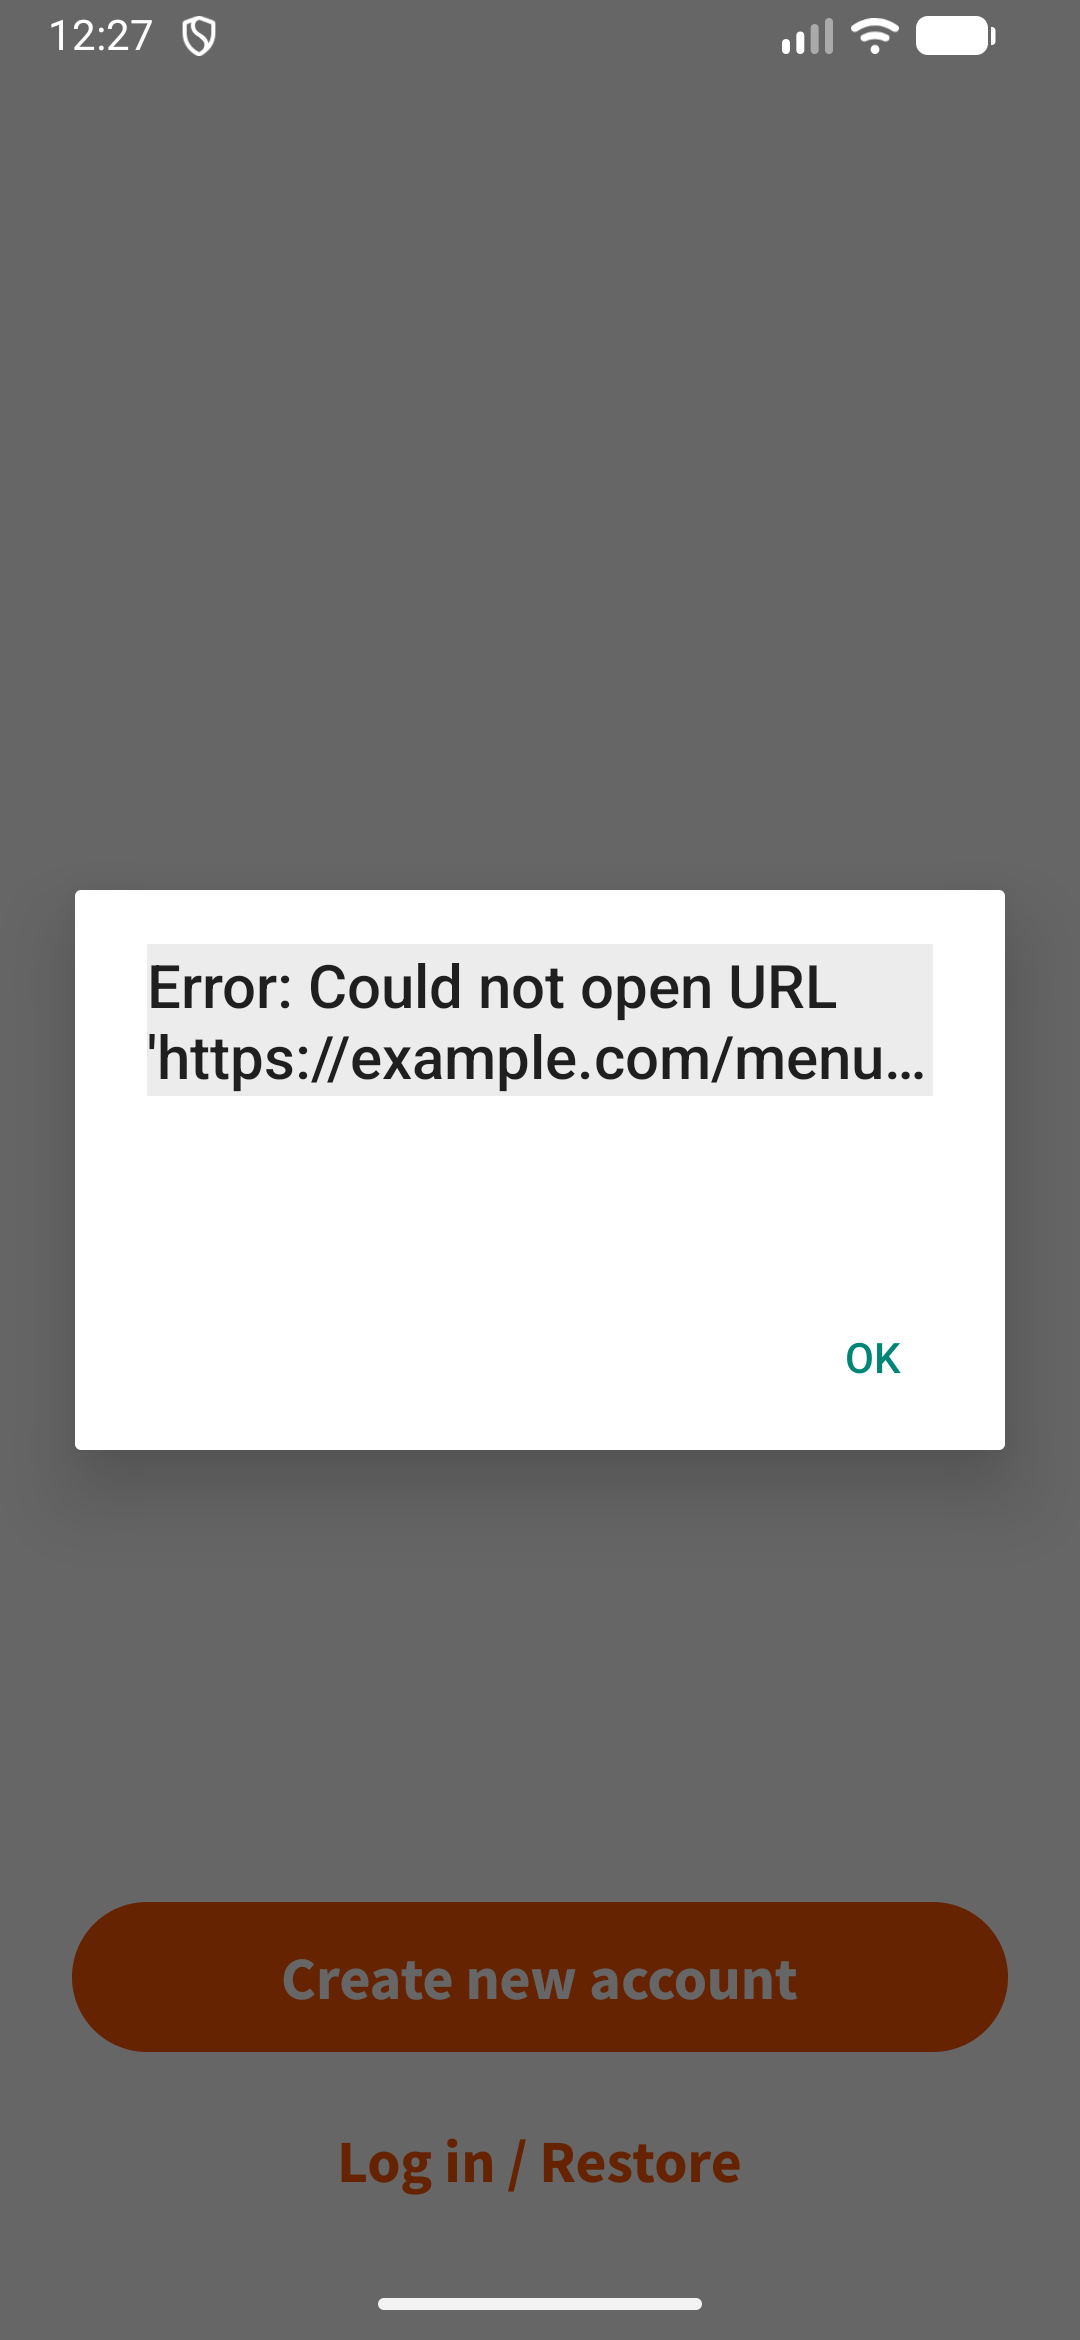 12:27
Error: Could not open URL
'https://example.com/menu…
OK
Create new account
Log in / Restore